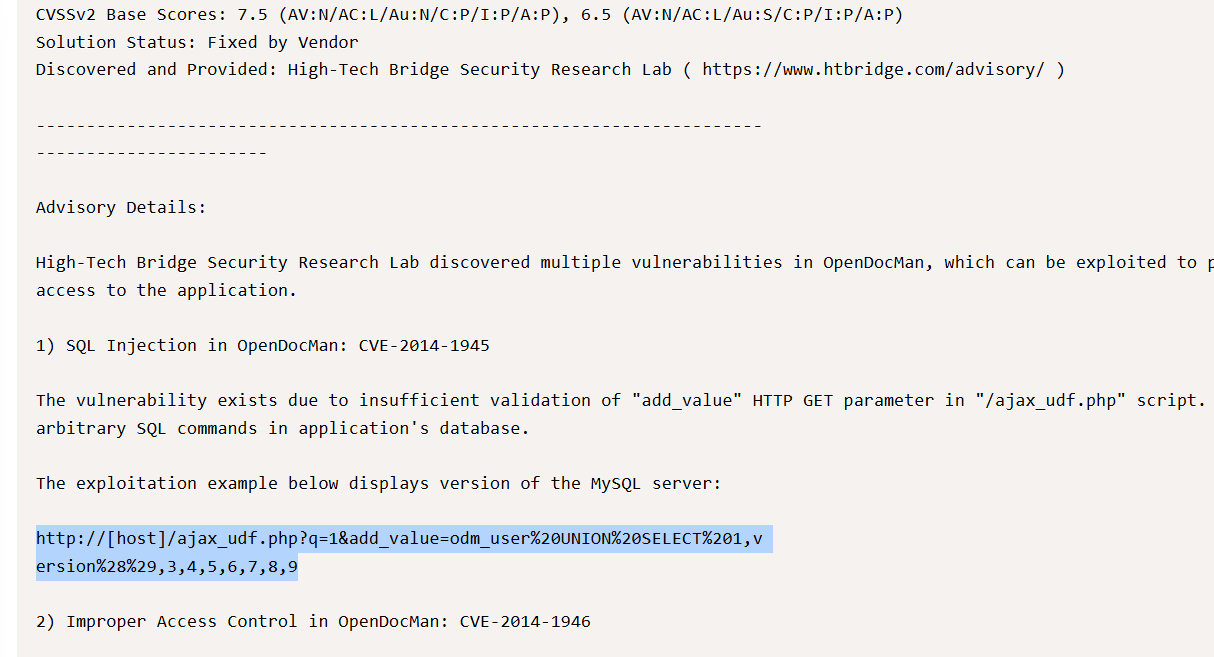 CVSSv2 Base Scores: 7.5 (AV:N/AC:L/Au:N/C:P/I:P/A:P), 6.5 (AV:N/AC:L/Au:S/C:P/I:P/A:P)
Solution Status: Fixed by Vendor
Discovered and Provided: High-Tech Bridge Security Research Lab ( https://www.htbridge.com/advisory/ )
------------------------------------------------------------------------
-----------------------
Advisory Details:
High-Tech Bridge Security Research Lab discovered multiple vulnerabilities in OpenDocMan, which can be exploited to p
access to the application.
1) SQL Injection in OpenDocMan: CVE-2014-1945
The vulnerability exists due to insufficient validation of "add_value" HTTP GET parameter in "/ajax_udf.php" script.
arbitrary SQL commands in application's database.
The exploitation example below displays version of the MySQL server:
http://[host]/ajax_udf.php?q=1&add_value=odm_user%20UNION%20SELECT%201,v
ersion%28%29,3,4,5,6,7,8,9
2) Improper Access Control in OpenDocMan: CVE-2014-1946